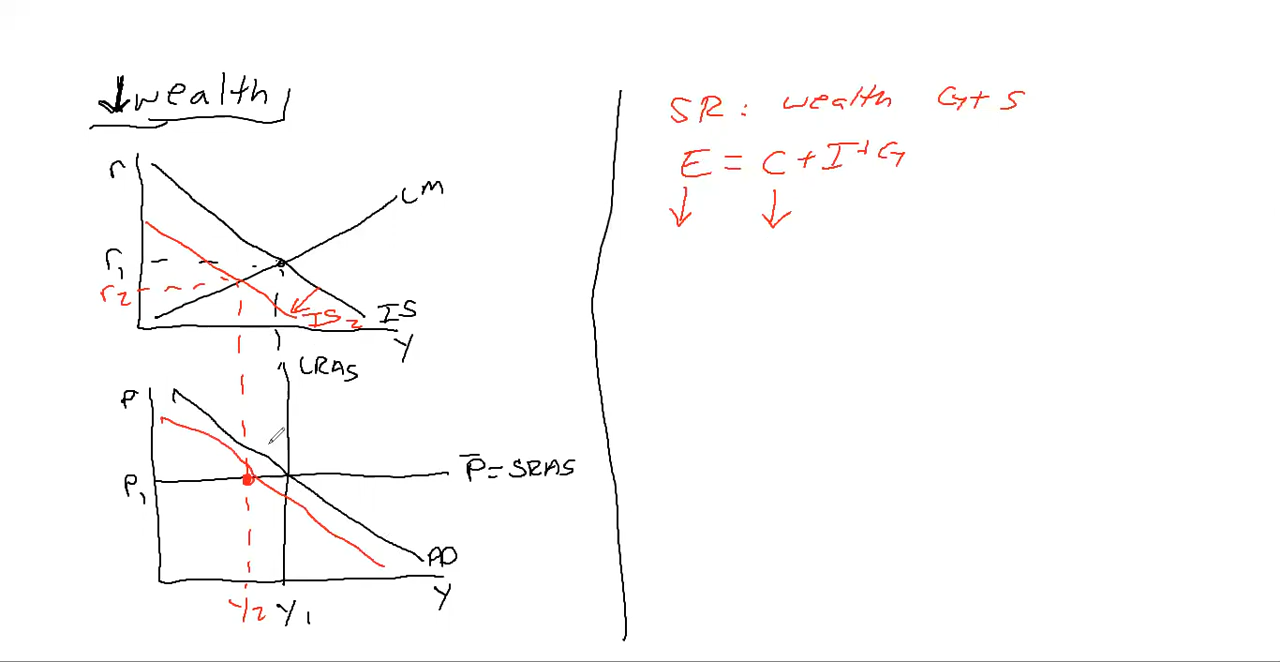 ↓wealth
r
LM
r₁
r₂
IS₂
IS
Y
LRAS
P
P₁
P̅=SRAS
AD
Y
Y₂
Y₁
SR: wealth
E = C+I+G
↓ ↓